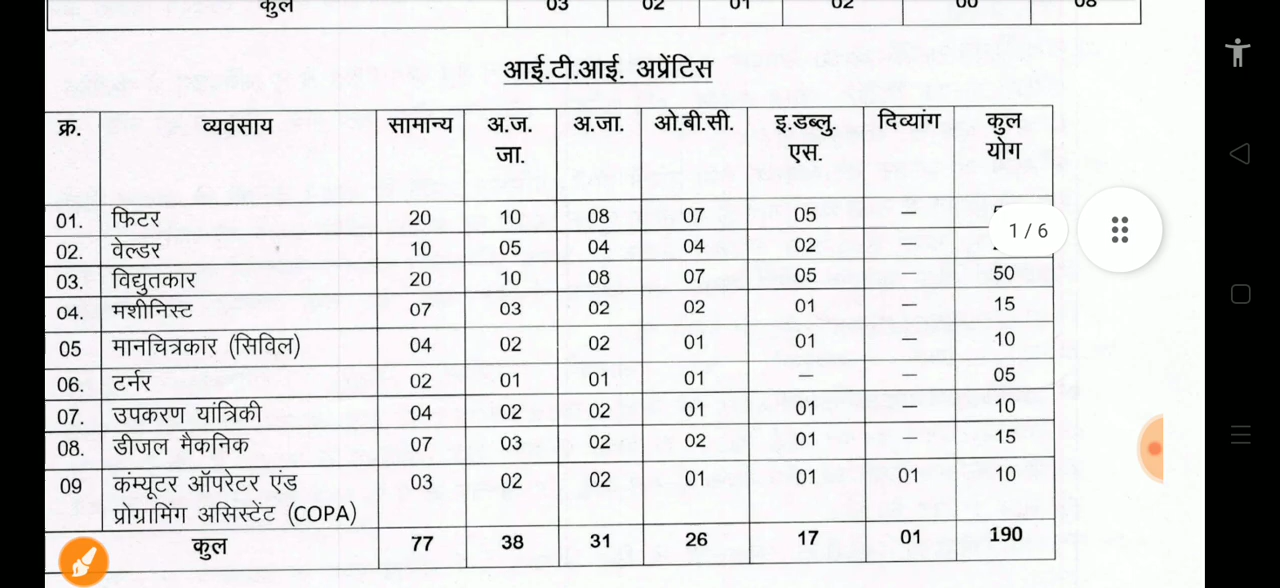 कुल 03 02 01 02 00 08
आई.टी.आई. अप्रेंटिस
क्र. व्यवसाय सामान्य अ.ज. अ.जा. ओ.बी.सी. इ.डब्लु. दिव्यांग कुल
जा. एस. योग
01. फिटर 20 10 08 07 05 –
1 / 6
02. वेल्डर 10 05 04 04 02 –
03. विद्युतकार 20 10 08 07 05 – 50
04. मशीनिस्ट 07 03 02 02 01 – 15
05 मानचित्रकार (सिविल) 04 02 02 01 01 – 10
06. टर्नर 02 01 01 01 – – 05
07. उपकरण यांत्रिकी 04 02 02 01 01 – 10
08. डीजल मैकनिक 07 03 02 02 01 – 15
09 कंम्यूटर ऑपरेटर एंड 03 02 02 01 01 01 10
प्रोग्रामिंग असिस्टेंट (COPA)
कुल 77 38 31 26 17 01 190